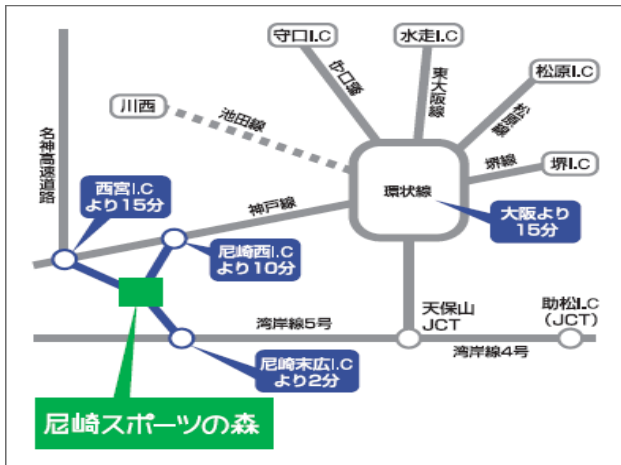 守口I.C
水走I.C
松原I.C
川西
守口線
東大阪線
松原線
池田線
堺線
堺I.C
名神高速道路
西宮I.C
より15分
神戸線
環状線
大阪より
15分
尼崎西I.C
より10分
天保山
JCT
助松I.C
(JCT)
湾岸線5号
湾岸線4号
尼崎末広I.C
より2分
尼崎スポーツの森